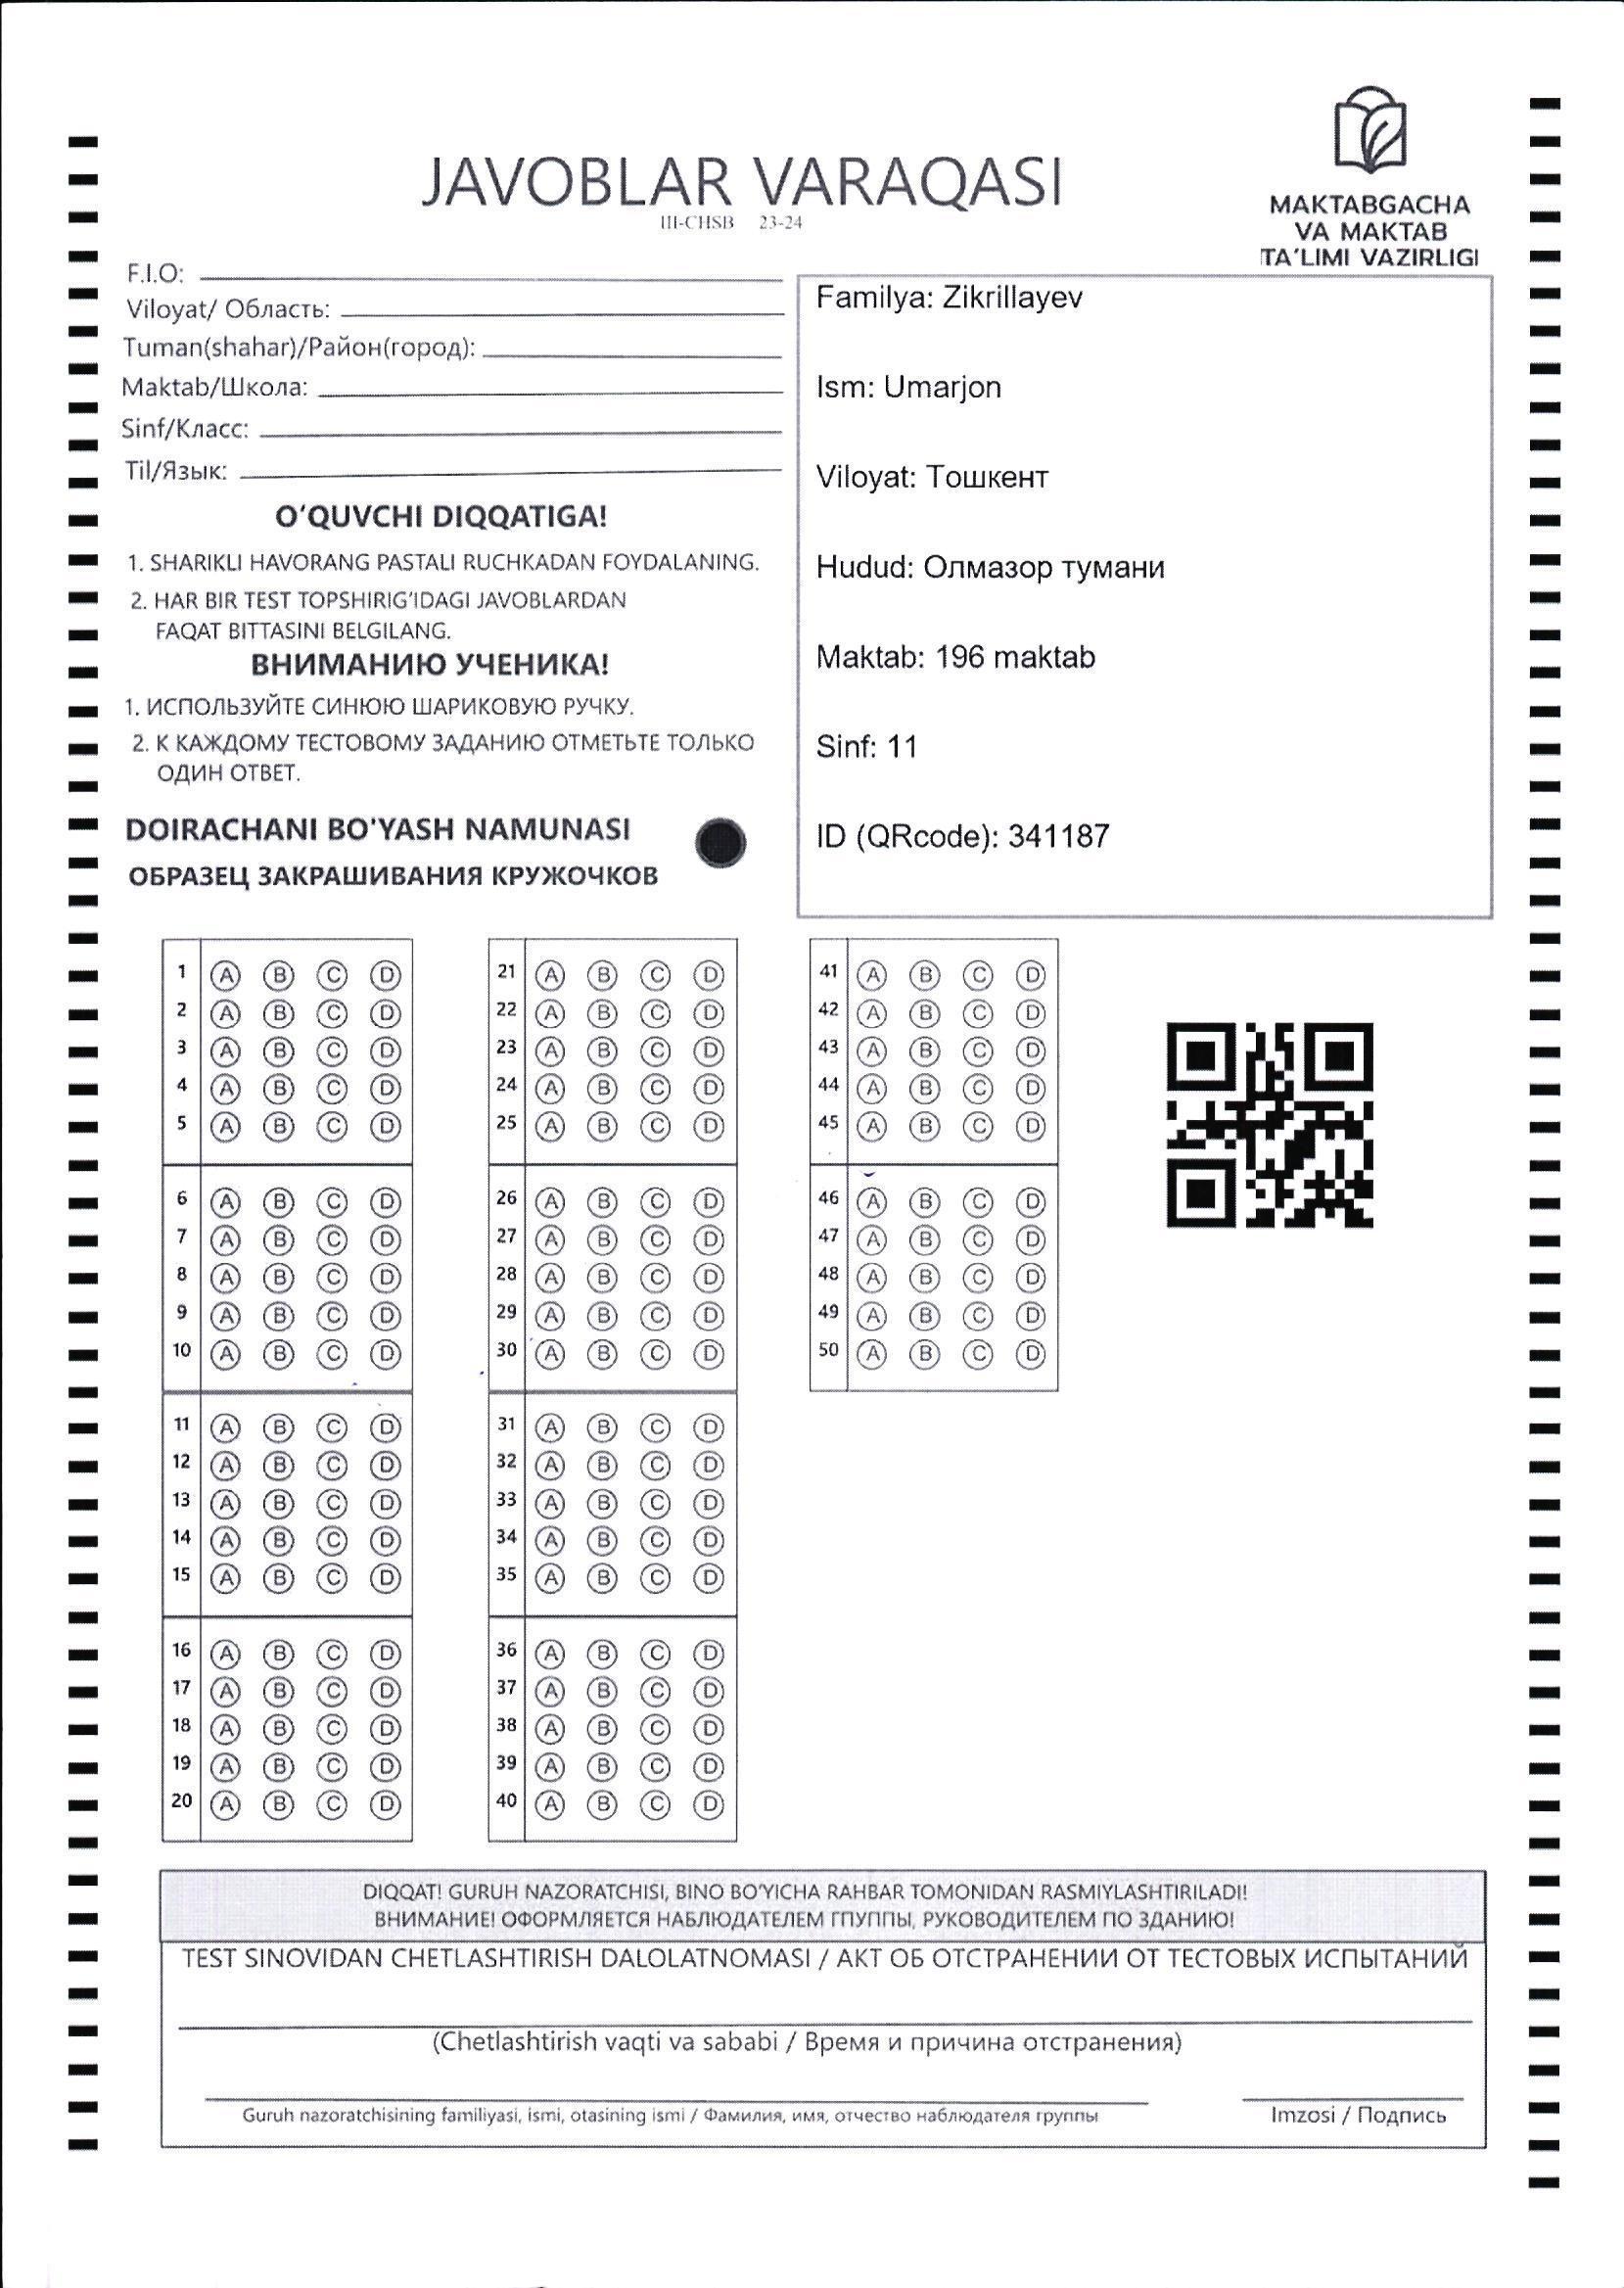 JAVOBLAR VARAQASI
III-CHSB 23-24
MAKTABGACHA
VA MAKTAB
TA'LIMI VAZIRLIGI
F.I.O:
Viloyat/ Область:
Tuman(shahar)/Район(город):
Maktab/Школа:
Sinf/Класс:
Til/Язык:
O'QUVCHI DIQQATIGA!
1. SHARIKLI HAVORANG PASTALI RUCHKADAN FOYDALANING.
2. HAR BIR TEST TOPSHIRIG'IDAGI JAVOBLARDAN
FAQAT BITTASINI BELGILANG.
ВНИМАНИЮ УЧЕНИКА!
1. ИСПОЛЬЗУЙТЕ СИНЮЮ ШАРИКОВУЮ РУЧКУ.
2. К КАЖДОМУ ТЕСТОВОМУ ЗАДАНИЮ ОТМЕТЬТЕ ТОЛЬКО
ОДИН ОТВЕТ.
DOIRACHANI BO'YASH NAMUNASI
ОБРАЗЕЦ ЗАКРАШИВАНИЯ КРУЖОЧКОВ
Familya: Zikrillayev
Ism: Umarjon
Viloyat: Тошкент
Hudud: Олмазор тумани
Maktab: 196 maktab
Sinf: 11
ID (QRcode): 341187
1 A B C D
2 A B C D
3 A B C D
4 A B C D
5 A B C D
6 A B C D
7 A B C D
8 A B C D
9 A B C D
10 A B C D
11 A B C D
12 A B C D
13 A B C D
14 A B C D
15 A B C D
16 A B C D
17 A B C D
18 A B C D
19 A B C D
20 A B C D
21 A B C D
22 A B C D
23 A B C D
24 A B C D
25 A B C D
26 A B C D
27 A B C D
28 A B C D
29 A B C D
30 A B C D
31 A B C D
32 A B C D
33 A B C D
34 A B C D
35 A B C D
36 A B C D
37 A B C D
38 A B C D
39 A B C D
40 A B C D
41 A B C D
42 A B C D
43 A B C D
44 A B C D
45 A B C D
46 A B C D
47 A B C D
48 A B C D
49 A B C D
50 A B C D
DIQQAT! GURUH NAZORATCHISI, BINO BO'YICHA RAHBAR TOMONIDAN RASMIYLASHTIRILADI!
ВНИМАНИЕ! ОФОРМЛЯЕТСЯ НАБЛЮДАТЕЛЕМ ГПУППЫ, РУКОВОДИТЕЛЕМ ПО ЗДАНИЮ!
TEST SINOVIDAN CHETLASHTIRISH DALOLATNOMASI / АКТ ОБ ОТСТРАНЕНИИ ОТ ТЕСТОВЫХ ИСПЫТАНИЙ
(Chetlashtirish vaqti va sababi / Время и причина отстранения)
Guruh nazoratchisining familiyasi, ismi, otasining ismi / Фамилия, имя, отчество наблюдателя группы
Imzosi / Подпись